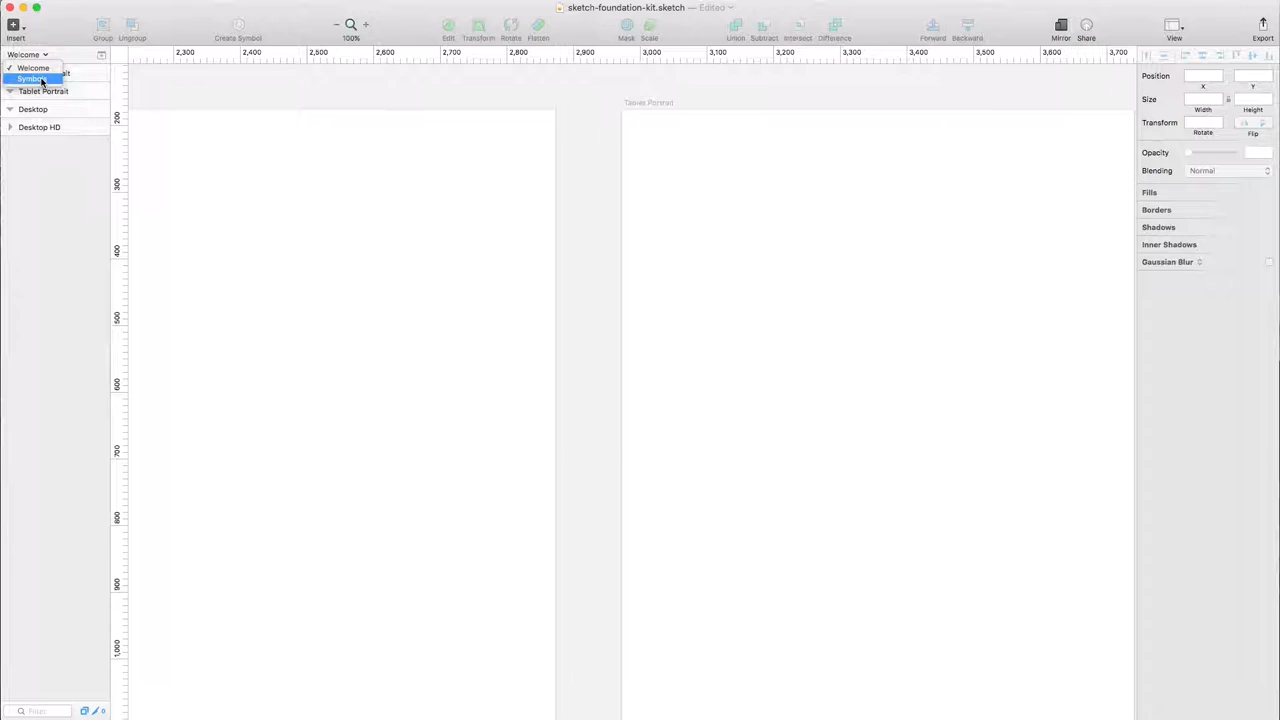 sketch-foundation-kit.sketch — Edited
Insert
Group
Ungroup
Create Symbol
100%
Edit
Transform
Rotate
Flatten
Mask
Scale
Union
Subtract
Intersect
Difference
Forward
Backward
Mirror
Share
View
Export
Welcome
2,300 2,400 2,500 2,600 2,700 2,800 2,900 3,000 3,100 3,200 3,300 3,400 3,500 3,600 3,700
✓ Welcome
Tablet Portrait
Desktop
Desktop HD
Tablet Portrait
200
300
400
500
600
700
800
900
1,000
Position
X
Y
Size
Width
Height
Transform
Rotate
Flip
Opacity
Blending
Normal
Fills
Borders
Shadows
Inner Shadows
Gaussian Blur
Filter
0